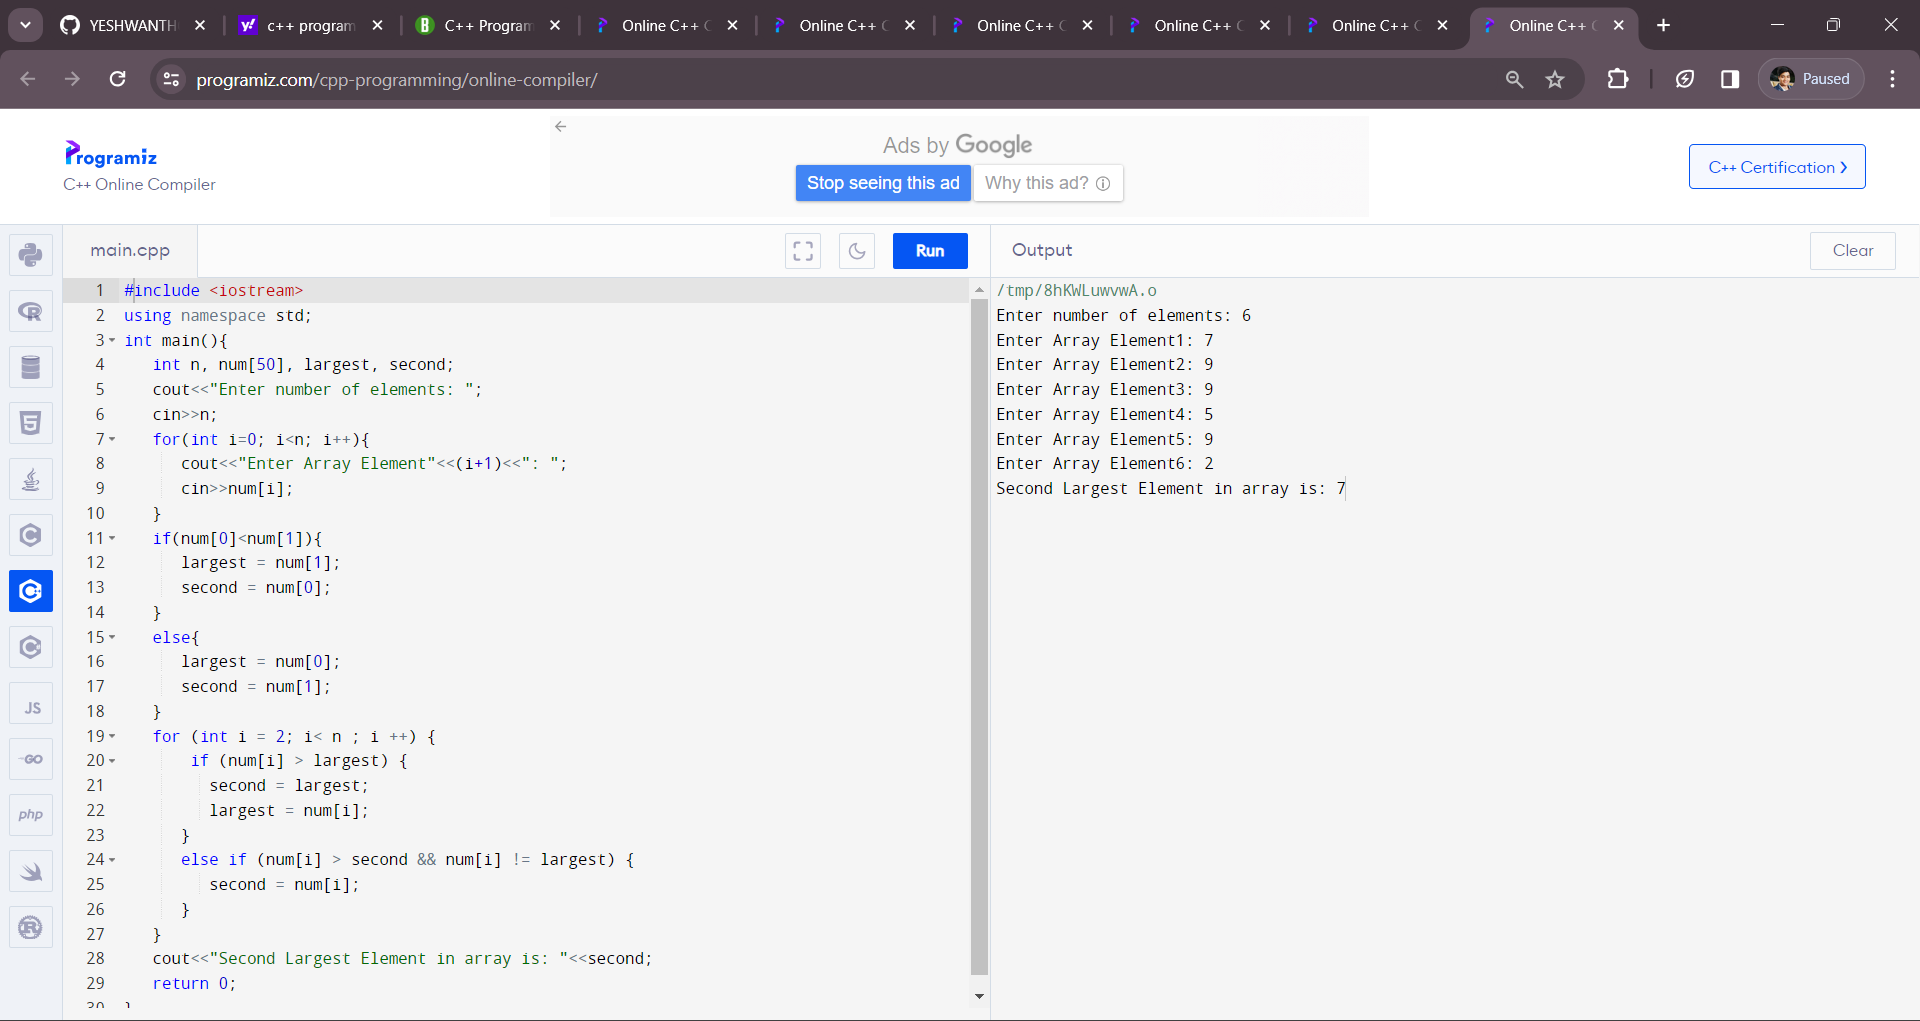 YESHWANTH
c++ program
C++ Program
Online C++ C
Online C++ C
Online C++ C
Online C++ C
Online C++ C
Online C++ C
programiz.com/cpp-programming/online-compiler/
Paused
Programiz
C++ Online Compiler
Ads by Google
Stop seeing this ad
Why this ad?
C++ Certification
main.cpp
Run
Output
Clear
JS
GO
php
1 #include <iostream>
2 using namespace std;
3 int main(){
4 int n, num[50], largest, second;
5 cout<<"Enter number of elements: ";
6 cin>>n;
7 for(int i=0; i<n; i++){
8 cout<<"Enter Array Element"<<(i+1)<<": ";
9 cin>>num[i];
10 }
11 if(num[0]<num[1]){
12 largest = num[1];
13 second = num[0];
14 }
15 else{
16 largest = num[0];
17 second = num[1];
18 }
19 for (int i = 2; i< n ; i ++) {
20 if (num[i] > largest) {
21 second = largest;
22 largest = num[i];
23 }
24 else if (num[i] > second && num[i] != largest) {
25 second = num[i];
26 }
27 }
28 cout<<"Second Largest Element in array is: "<<second;
29 return 0;
30 }
/tmp/8hKWLuwvwA.o
Enter number of elements: 6
Enter Array Element1: 7
Enter Array Element2: 9
Enter Array Element3: 9
Enter Array Element4: 5
Enter Array Element5: 9
Enter Array Element6: 2
Second Largest Element in array is: 7